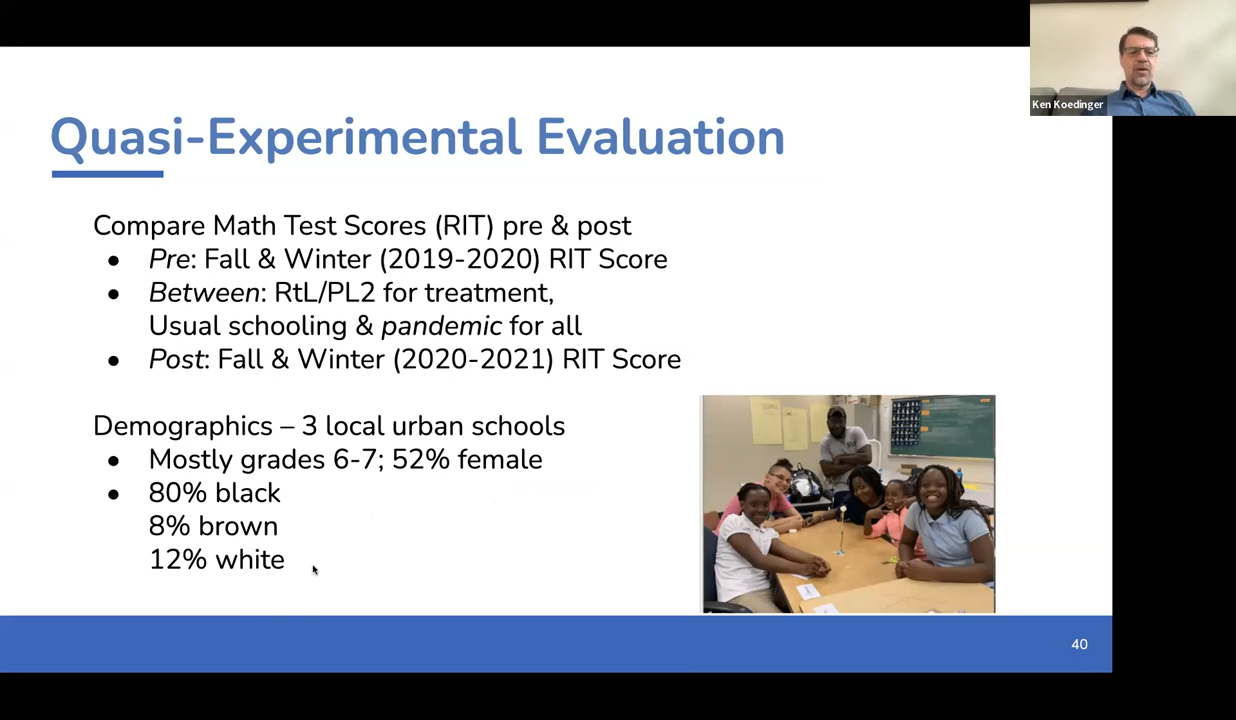 Ken Koedinger
Quasi-Experimental Evaluation
Compare Math Test Scores (RIT) pre & post
● Pre: Fall & Winter (2019-2020) RIT Score
● Between: RtL/PL2 for treatment,
Usual schooling & pandemic for all
● Post: Fall & Winter (2020-2021) RIT Score
Demographics – 3 local urban schools
● Mostly grades 6-7; 52% female
● 80% black
8% brown
12% white
40